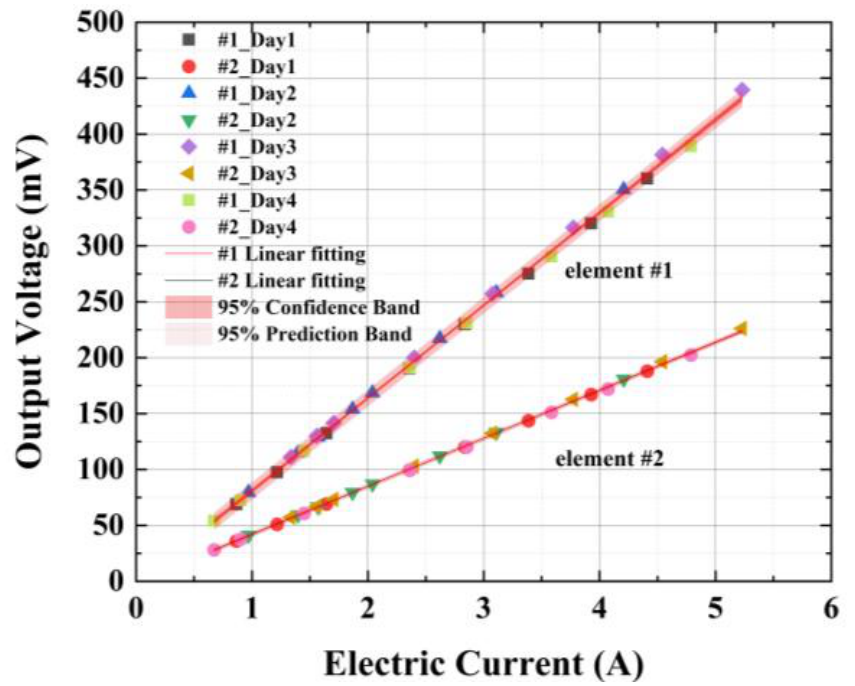 500
450
400
350
300
250
200
150
100
50
0
Output Voltage (mV)
#1_Day1
#2_Day1
#1_Day2
#2_Day2
#1_Day3
#2_Day3
#1_Day4
#2_Day4
#1 Linear fitting
#2 Linear fitting
95% Confidence Band
95% Prediction Band
element #1
element #2
0 1 2 3 4 5 6
Electric Current (A)